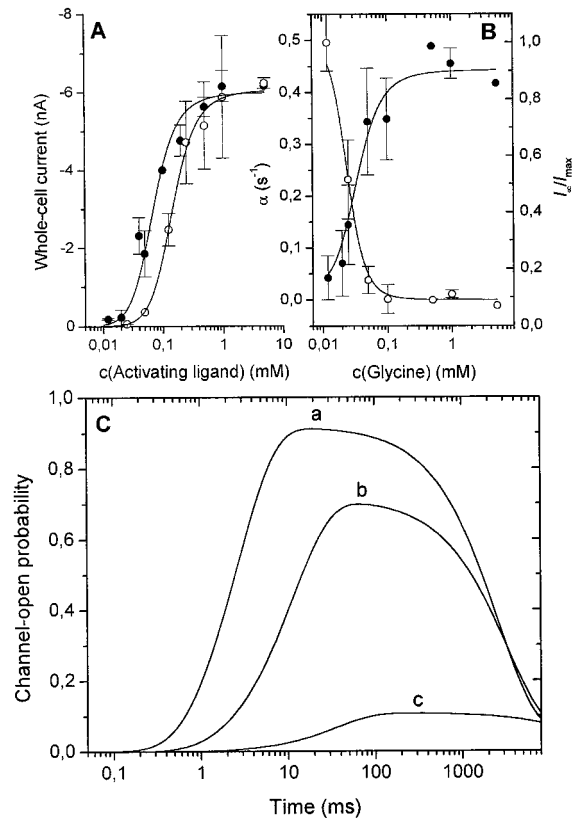 A
-8
-6
-4
-2
0
Whole-cell current (nA)
0,01 0,1 1 10
c(Activating ligand) (mM)
B
0,5
0,4
0,3
0,2
0,1
0,0
α (s⁻¹)
1,0
0,8
0,6
0,4
0,2
0,0
I∞/Imax
0,01 0,1 1
c(Glycine) (mM)
C
1,0
0,8
0,6
0,4
0,2
0,0
Channel-open probability
a
b
c
0,1 1 10 100 1000
Time (ms)